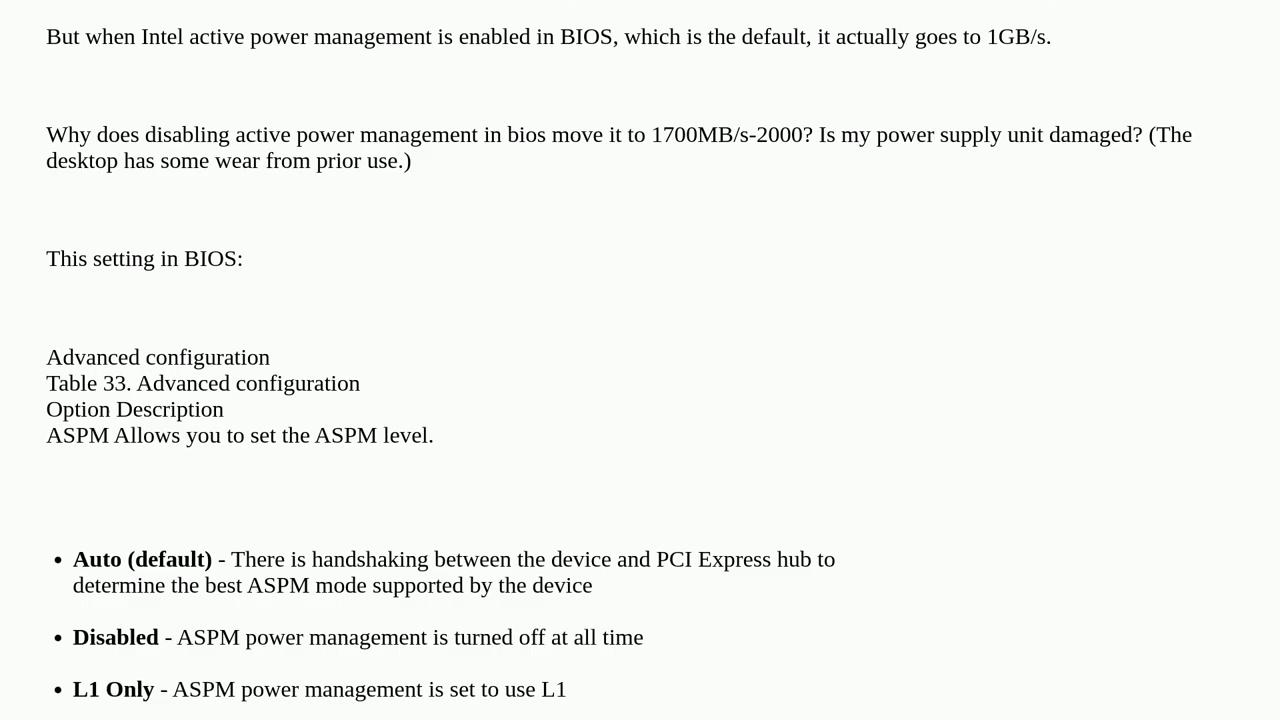 But when Intel active power management is enabled in BIOS, which is the default, it actually goes to 1GB/s.
Why does disabling active power management in bios move it to 1700MB/s-2000? Is my power supply unit damaged? (The
desktop has some wear from prior use.)
This setting in BIOS:
Advanced configuration
Table 33. Advanced configuration
Option Description
ASPM Allows you to set the ASPM level.
• Auto (default) - There is handshaking between the device and PCI Express hub to
determine the best ASPM mode supported by the device
• Disabled - ASPM power management is turned off at all time
• L1 Only - ASPM power management is set to use L1